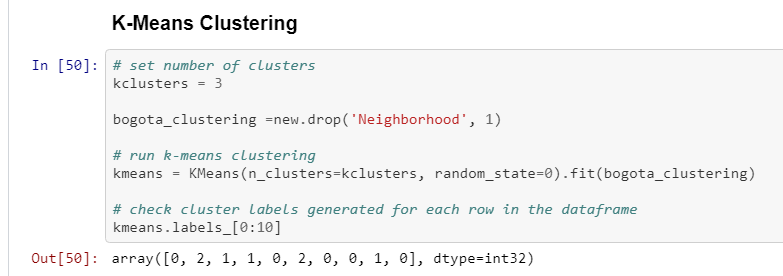 K-Means Clustering
In [50]: # set number of clusters
kclusters = 3
bogota_clustering =new.drop('Neighborhood', 1)
# run k-means clustering
kmeans = KMeans(n_clusters=kclusters, random_state=0).fit(bogota_clustering)
# check cluster labels generated for each row in the dataframe
kmeans.labels_[0:10]
Out[50]: array([0, 2, 1, 1, 0, 2, 0, 0, 1, 0], dtype=int32)